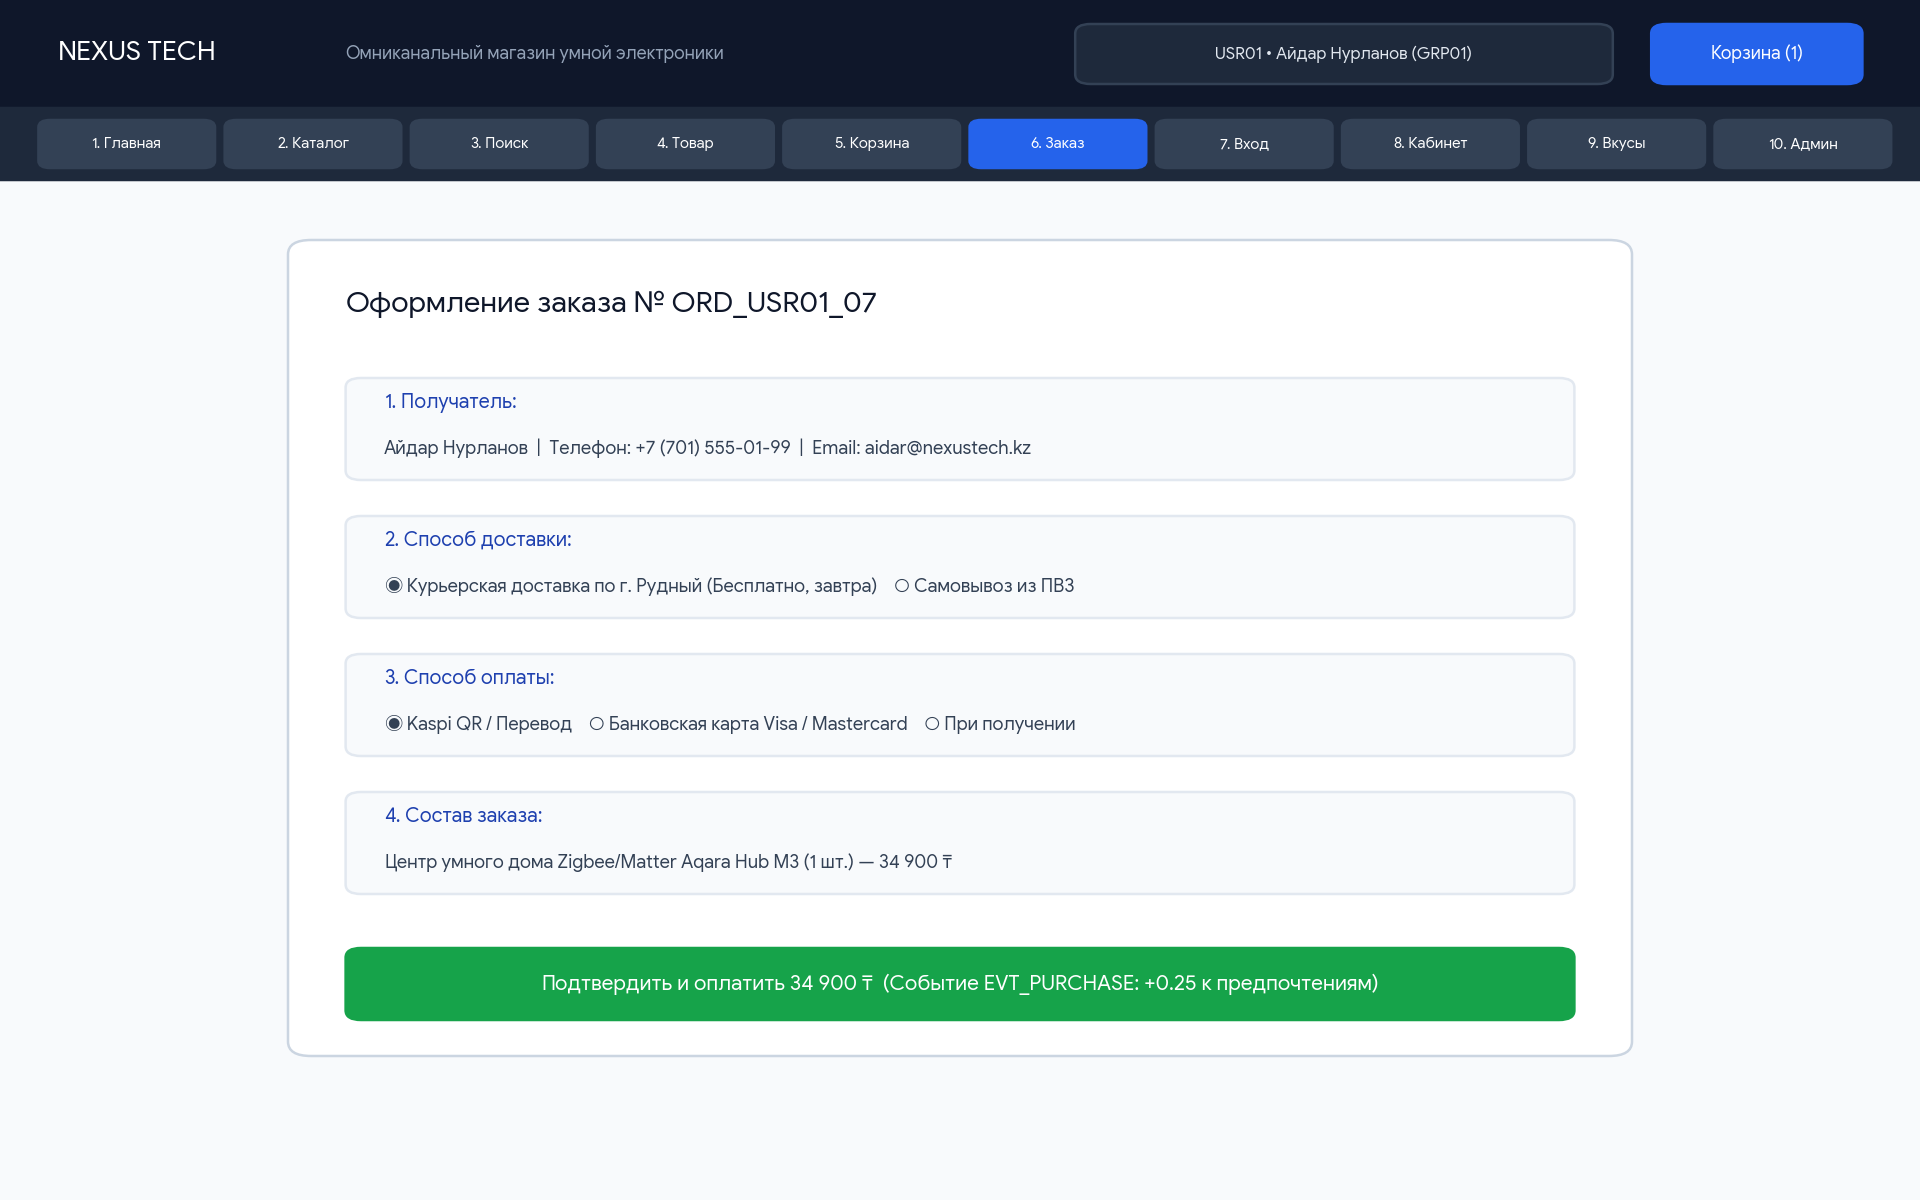 NEXUS TECH
Омниканальный магазин умной электроники
USR01 • Айдар Нурланов (GRP01)
Корзина (1)
1. Главная
2. Каталог
3. Поиск
4. Товар
5. Корзина
6. Заказ
7. Вход
8. Кабинет
9. Вкусы
10. Админ
Оформление заказа № ORD_USR01_07
1. Получатель:
Айдар Нурланов | Телефон: +7 (701) 555-01-99 | Email: aidar@nexustech.kz
2. Способ доставки:
◉ Курьерская доставка по г. Рудный (Бесплатно, завтра) ○ Самовывоз из ПВЗ
3. Способ оплаты:
◉ Kaspi QR / Перевод ○ Банковская карта Visa / Mastercard ○ При получении
4. Состав заказа:
Центр умного дома Zigbee/Matter Aqara Hub M3 (1 шт.) — 34 900 ₸
Подтвердить и оплатить 34 900 ₸ (Событие EVT_PURCHASE: +0.25 к предпочтениям)